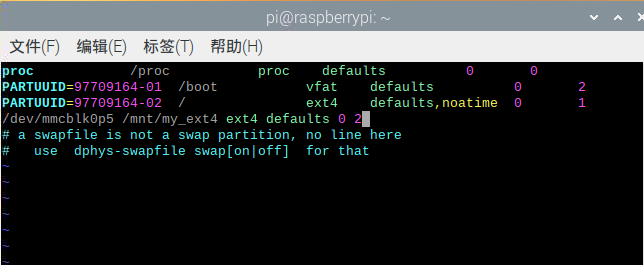 pi@raspberrypi: ~
文件(F) 编辑(E) 标签(T) 帮助(H)
proc /proc proc defaults 0 0
PARTUUID=97709164-01 /boot vfat defaults 0 2
PARTUUID=97709164-02 / ext4 defaults,noatime 0 1
/dev/mmcblk0p5 /mnt/my_ext4 ext4 defaults 0 2
# a swapfile is not a swap partition, no line here
# use dphys-swapfile swap[on|off] for that
~
~
~
~
~
~